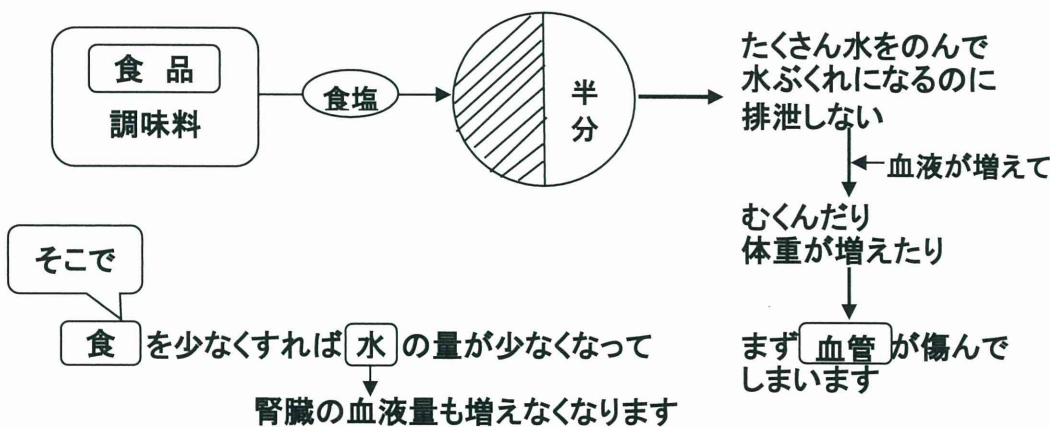 食 品
調味料
食塩
半
分
たくさん水をのんで
水ぶくれになるのに
排泄しない
血液が増えて
むくんだり
体重が増えたり
まず 血管 が傷んで
しまいます
そこで
食 を少なくすれば 水 の量が少なくなって
腎臓の血液量も増えなくなります